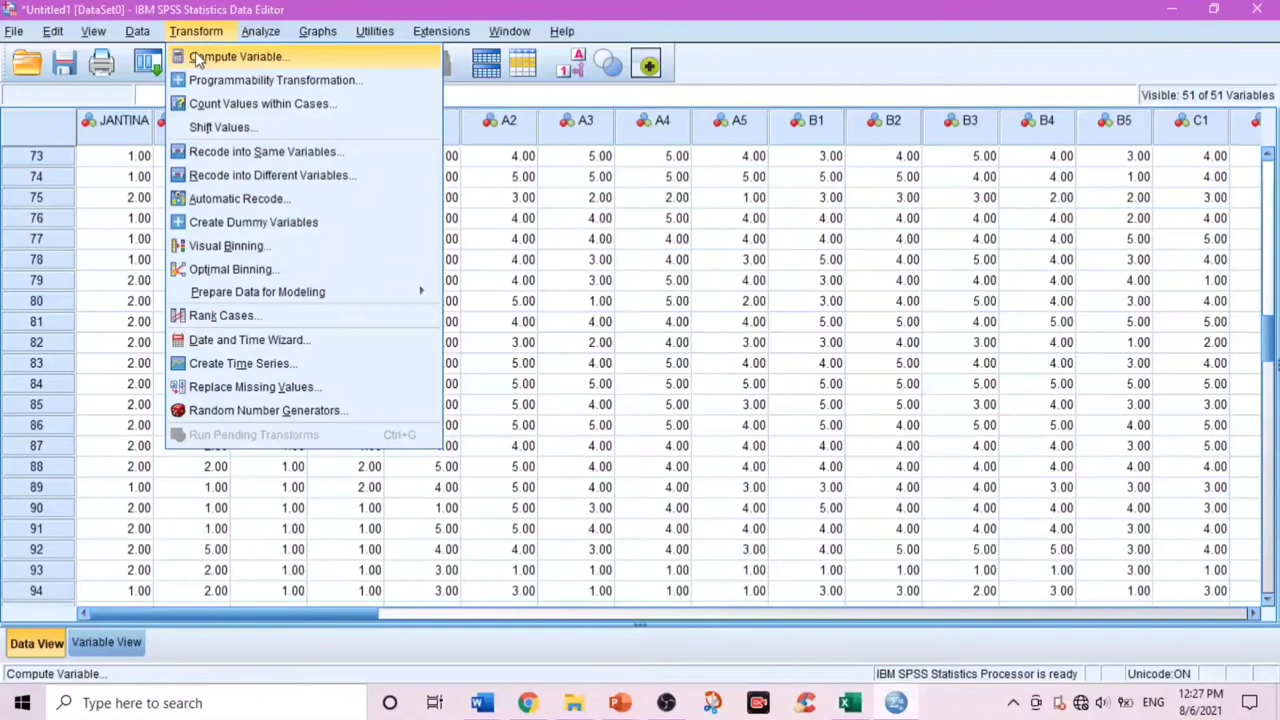 *Untitled1 [DataSet0] - IBM SPSS Statistics Data Editor
File Edit View Data Transform Analyze Graphs Utilities Extensions Window Help
Compute Variable...
Programmability Transformation...
Count Values within Cases...
Shift Values...
Recode into Same Variables...
Recode into Different Variables...
Automatic Recode...
Create Dummy Variables
Visual Binning...
Optimal Binning...
Prepare Data for Modeling
Rank Cases...
Date and Time Wizard...
Create Time Series...
Replace Missing Values...
Random Number Generators...
Run Pending Transforms Ctrl+G
Visible: 51 of 51 Variables
JANTINA A2 A3 A4 A5 B1 B2 B3 B4 B5 C1
73 1.00 .00 4.00 5.00 5.00 4.00 3.00 4.00 4.00 4.00 3.00 4.00
74 1.00 .00 5.00 5.00 5.00 5.00 5.00 5.00 4.00 4.00 1.00 4.00
75 2.00 .00 3.00 2.00 2.00 1.00 3.00 3.00 3.00 2.00 2.00 3.00
76 1.00 .00 4.00 4.00 5.00 4.00 4.00 4.00 4.00 4.00 2.00 4.00
77 1.00 .00 4.00 4.00 4.00 4.00 4.00 4.00 4.00 4.00 5.00 5.00
78 1.00 .00 4.00 3.00 4.00 3.00 4.00 4.00 4.00 4.00 4.00 4.00
79 2.00 .00 4.00 3.00 4.00 4.00 4.00 4.00 4.00 4.00 4.00 1.00
80 2.00 .00 3.00 1.00 5.00 2.00 4.00 4.00 4.00 4.00 3.00 3.00
81 2.00 .00 4.00 4.00 4.00 4.00 5.00 5.00 5.00 5.00 5.00 5.00
82 2.00 .00 3.00 2.00 3.00 3.00 4.00 4.00 4.00 5.00 1.00 2.00
83 2.00 .00 5.00 4.00 5.00 4.00 4.00 5.00 4.00 4.00 4.00 5.00
84 2.00 .00 5.00 5.00 5.00 5.00 5.00 5.00 5.00 5.00 5.00 5.00
85 2.00 .00 5.00 4.00 4.00 3.00 3.00 4.00 3.00 4.00 4.00 3.00
86 2.00 .00 5.00 5.00 5.00 5.00 5.00 5.00 5.00 5.00 5.00 5.00
87 2.00 4.00 4.00 4.00 4.00 4.00 4.00 5.00 4.00 4.00 3.00
88 2.00 2.00 1.00 2.00 5.00 5.00 4.00 4.00 4.00 4.00 4.00 4.00 4.00 4.00 4.00
89 1.00 1.00 1.00 2.00 4.00 5.00 4.00 4.00 3.00 3.00 4.00 4.00 3.00 4.00 3.00
90 2.00 1.00 1.00 1.00 1.00 5.00 4.00 4.00 4.00 4.00 4.00 4.00 4.00 4.00 3.00
91 2.00 1.00 1.00 1.00 5.00 5.00 4.00 4.00 4.00 4.00 4.00 5.00 4.00 4.00 4.00
92 2.00 5.00 1.00 1.00 4.00 4.00 3.00 4.00 3.00 4.00 5.00 5.00 5.00 3.00 4.00
93 2.00 2.00 1.00 1.00 3.00 1.00 1.00 1.00 1.00 1.00 1.00 1.00 1.00 1.00 3.00
94 1.00 2.00 1.00 1.00 3.00 3.00 1.00 1.00 1.00 3.00 3.00 2.00 3.00 1.00 3.00
Data View Variable View
Compute Variable... IBM SPSS Statistics Processor is ready Unicode:ON
Type here to search ENG 12:27 PM
8/6/2021